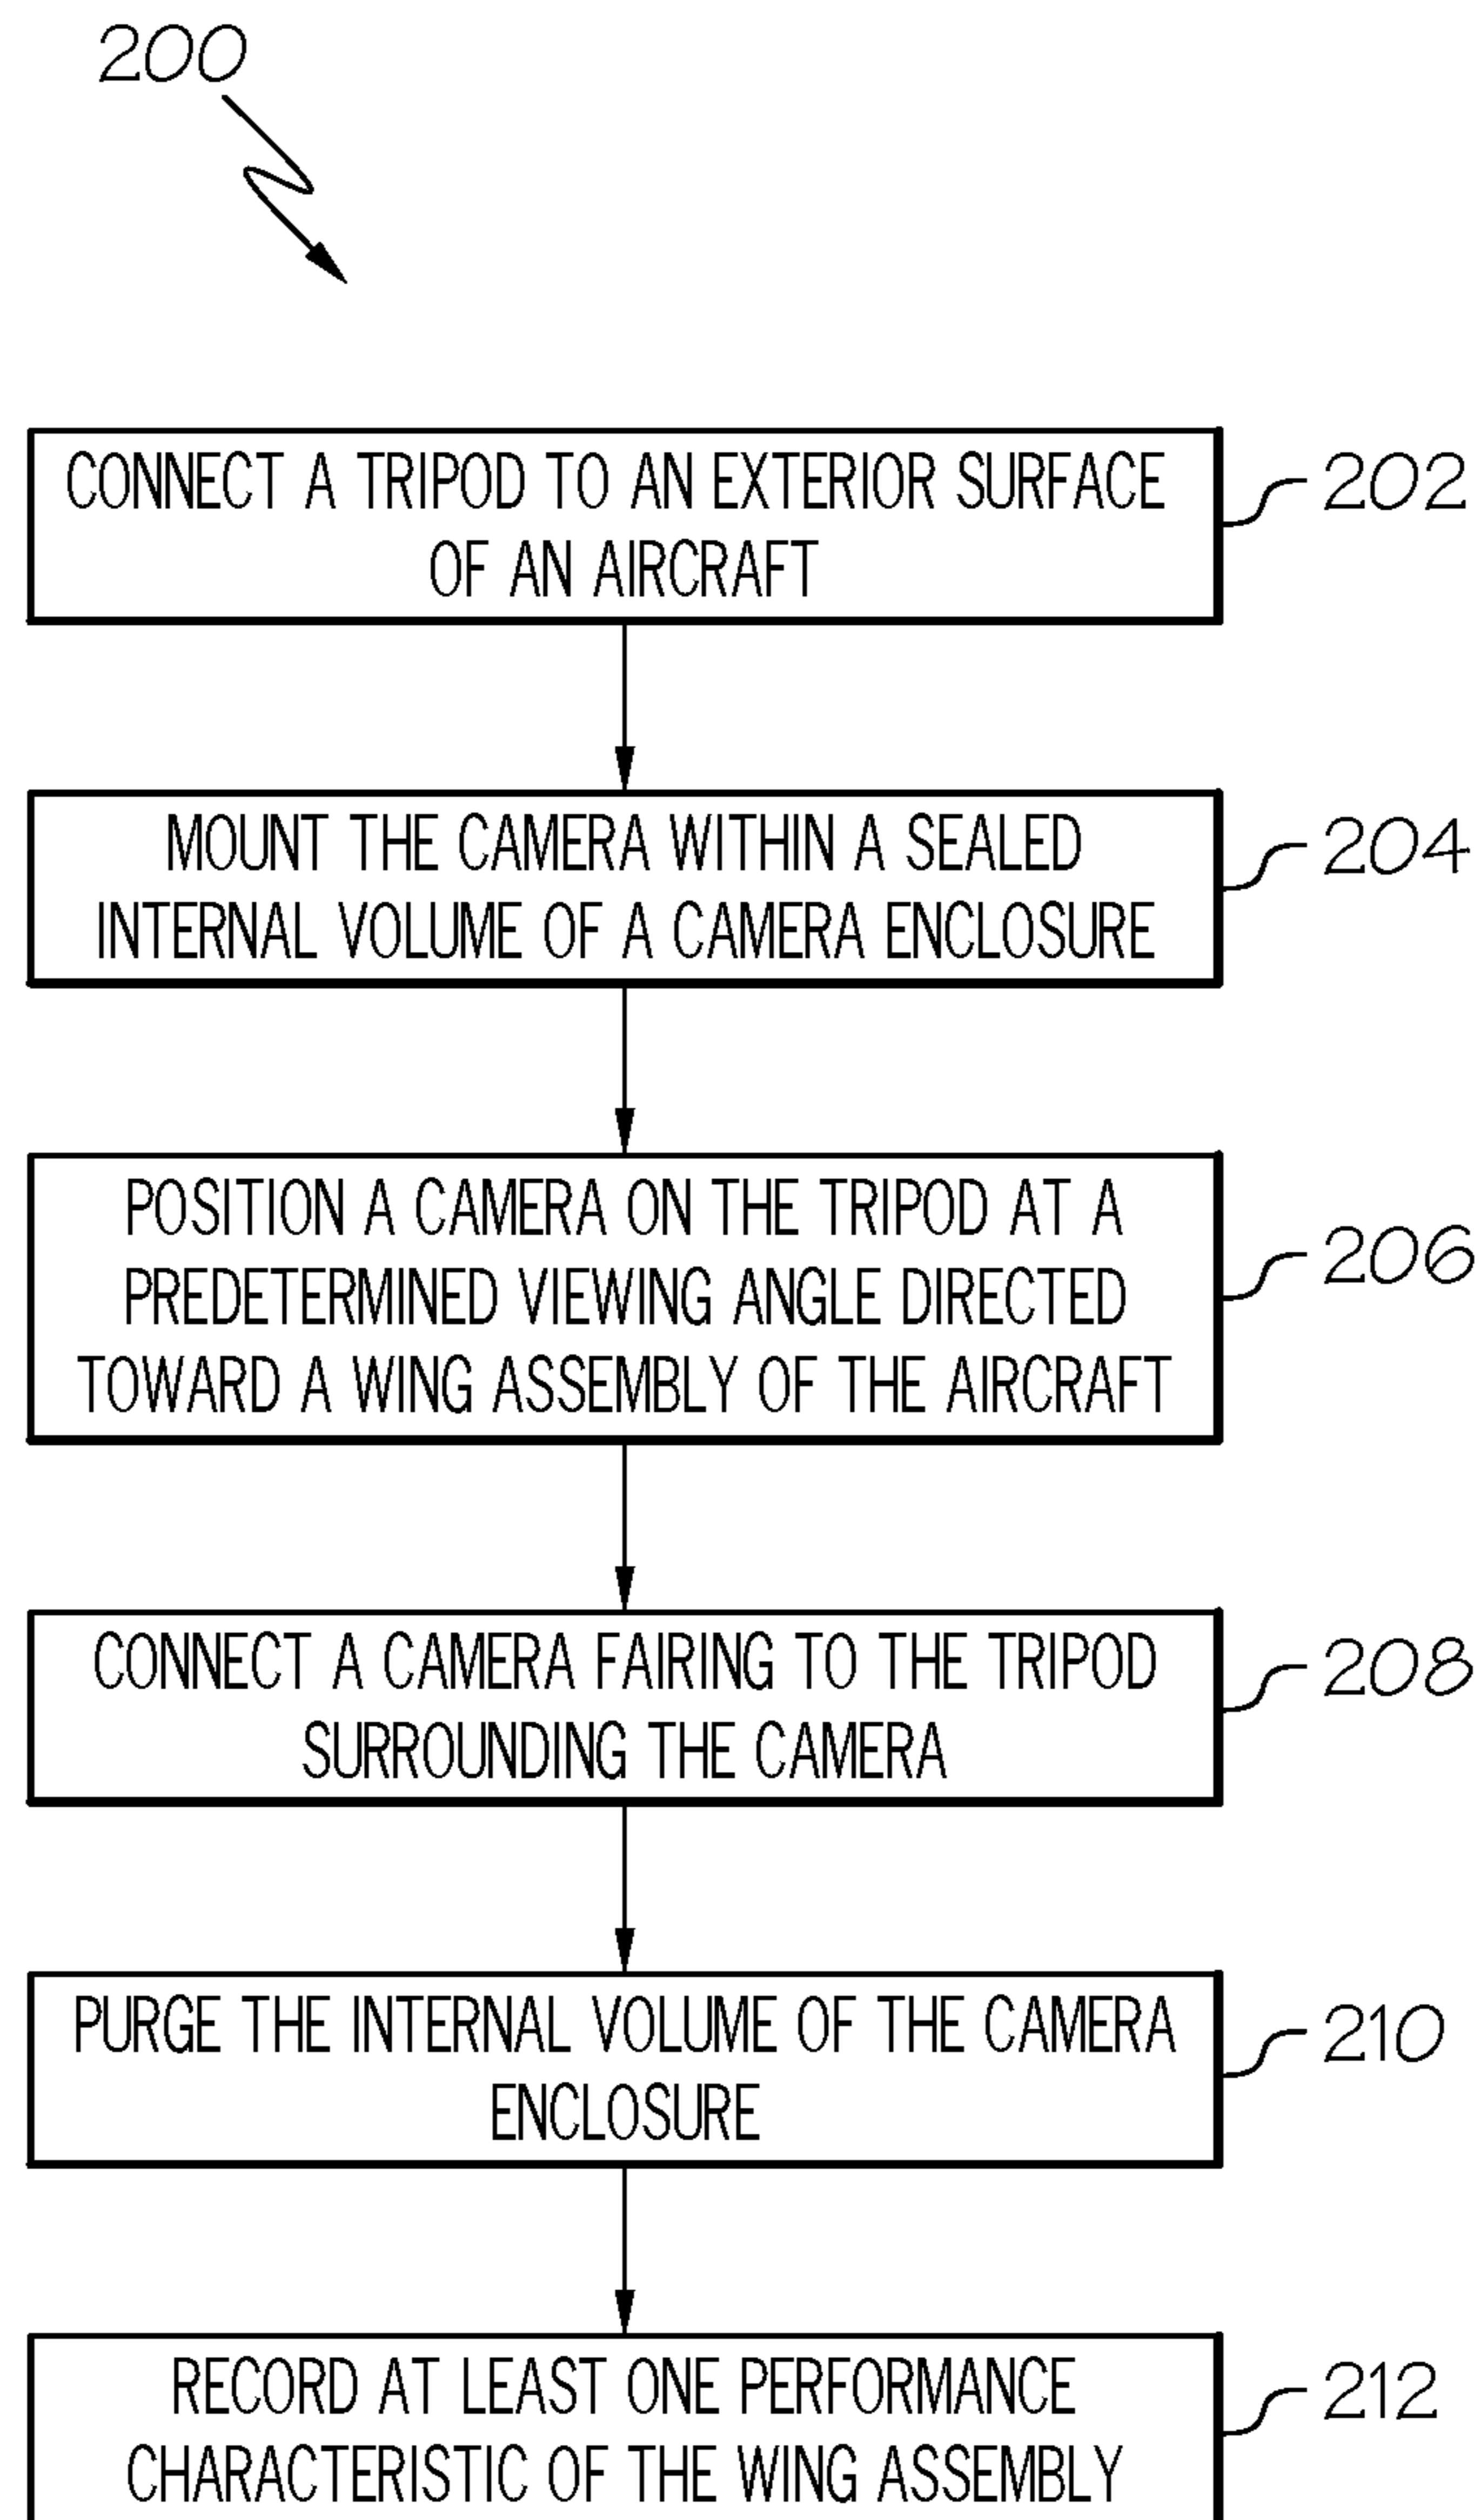 200
CONNECT A TRIPOD TO AN EXTERIOR SURFACE
OF AN AIRCRAFT
202
MOUNT THE CAMERA WITHIN A SEALED
INTERNAL VOLUME OF A CAMERA ENCLOSURE
204
POSITION A CAMERA ON THE TRIPOD AT A
PREDETERMINED VIEWING ANGLE DIRECTED
TOWARD A WING ASSEMBLY OF THE AIRCRAFT
206
CONNECT A CAMERA FAIRING TO THE TRIPOD
SURROUNDING THE CAMERA
208
PURGE THE INTERNAL VOLUME OF THE CAMERA
ENCLOSURE
210
RECORD AT LEAST ONE PERFORMANCE
CHARACTERISTIC OF THE WING ASSEMBLY
212